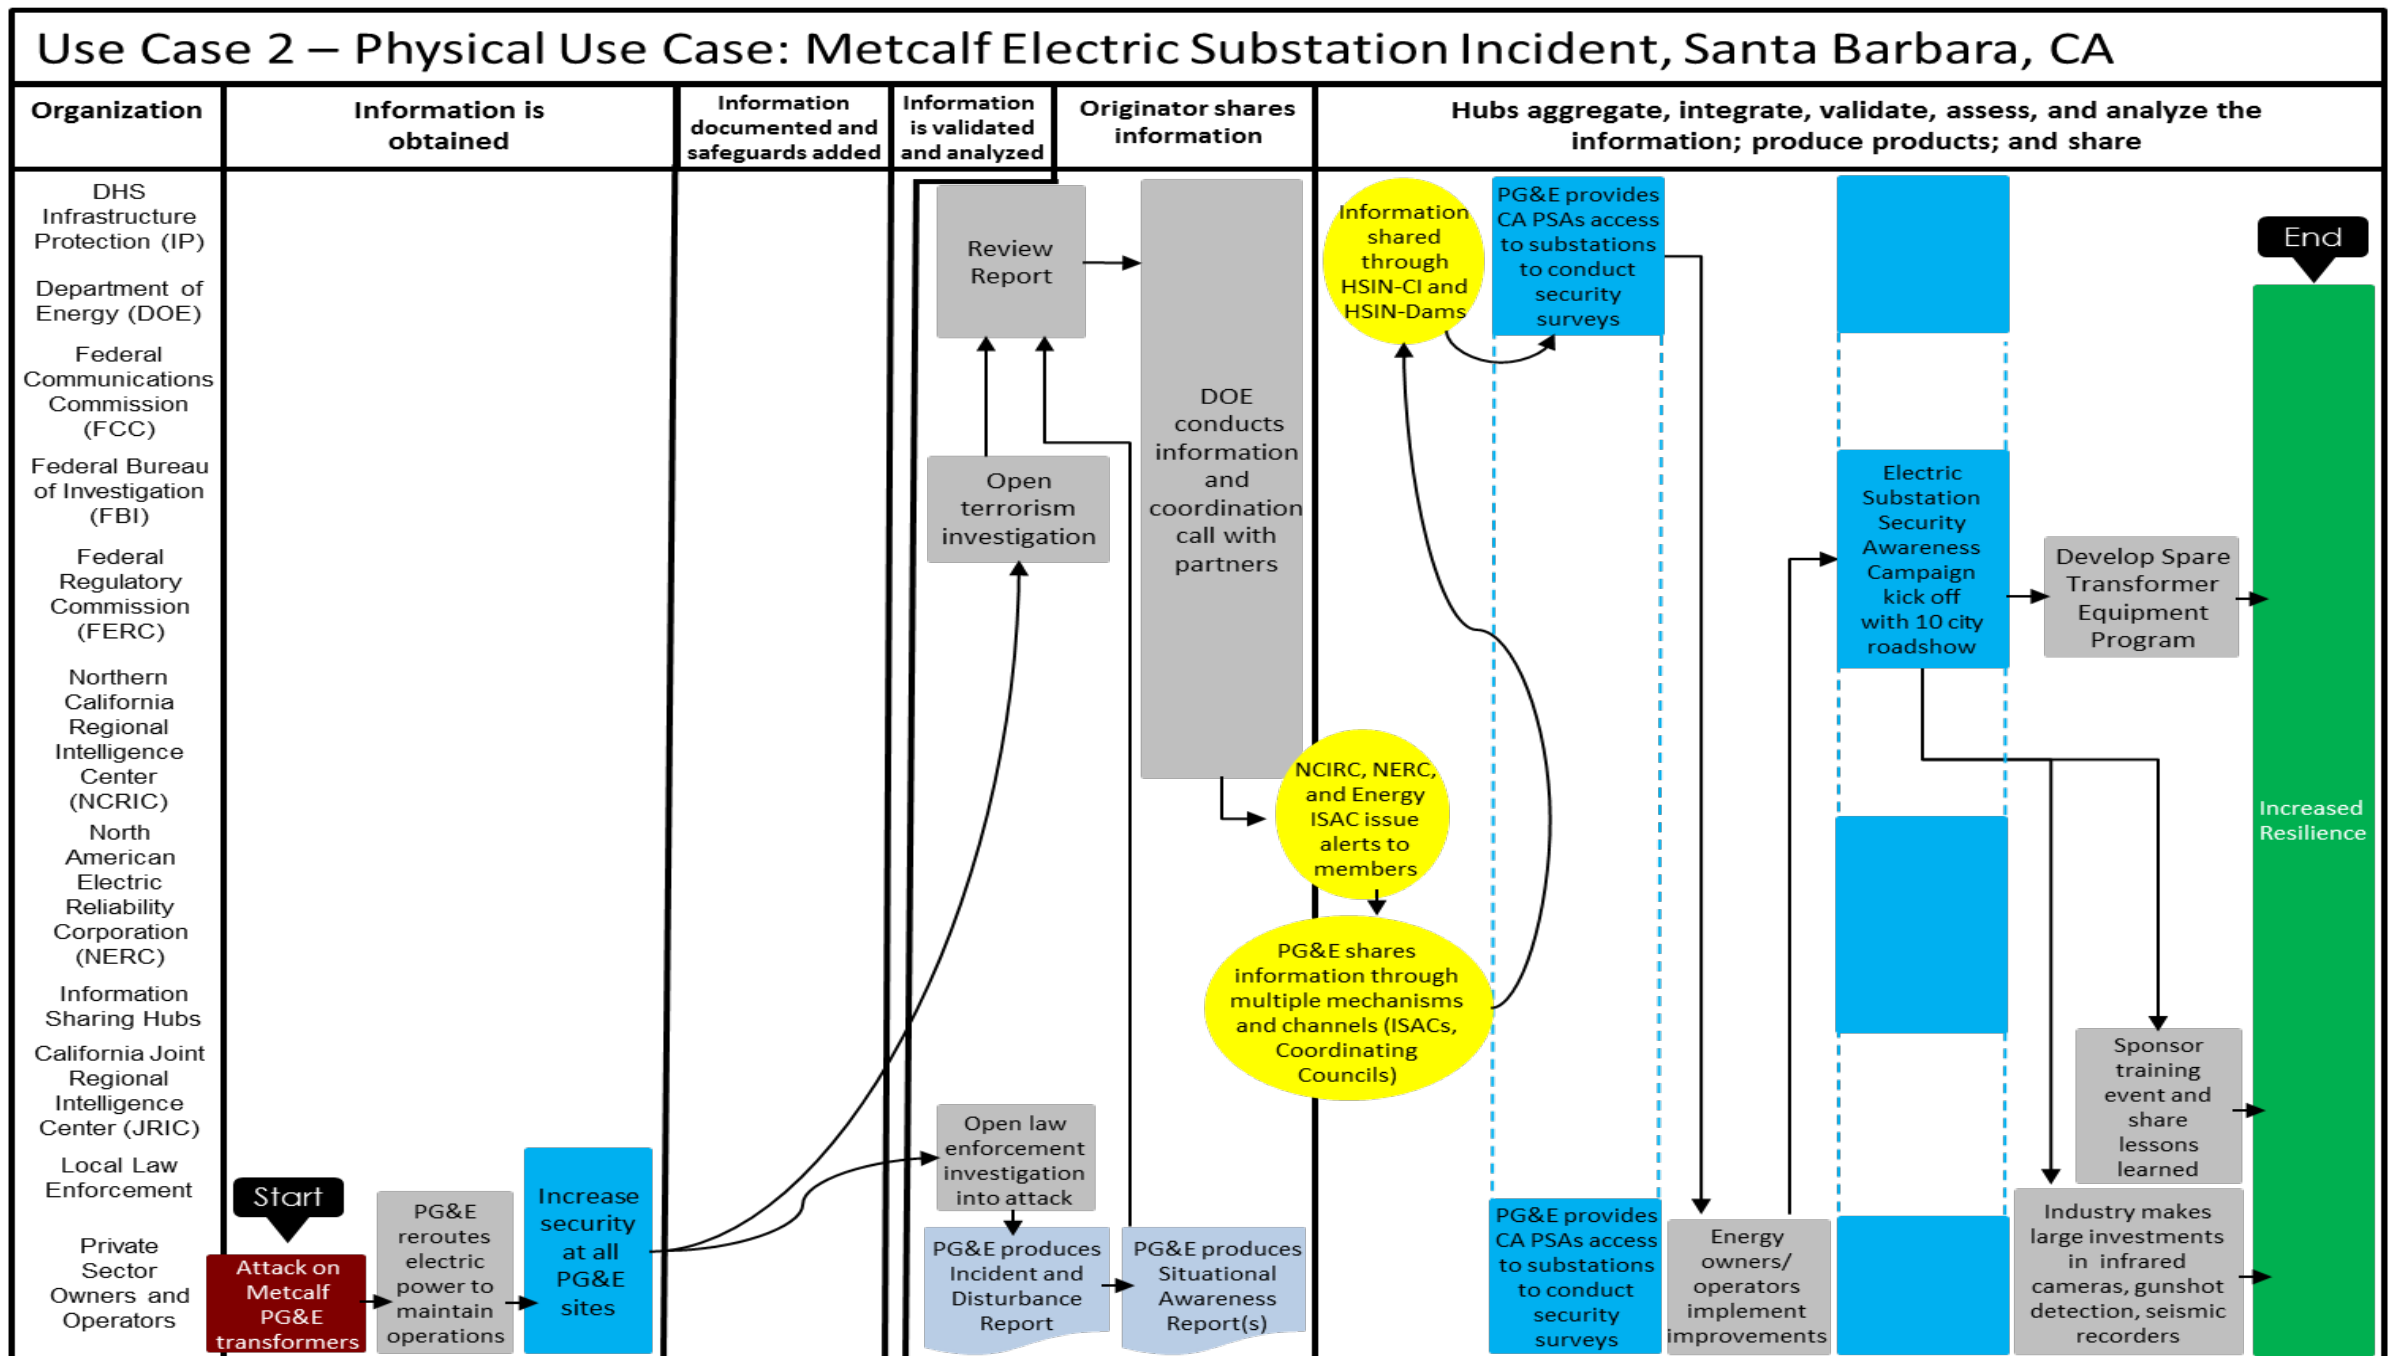 Use Case 2 – Physical Use Case: Metcalf Electric Substation Incident, Santa Barbara, CA
Organization
Information is
obtained
Information
documented and
safeguards added
Information
is validated
and analyzed
Originator shares
information
Hubs aggregate, integrate, validate, assess, and analyze the
information; produce products; and share
DHS
Infrastructure
Protection (IP)
Department of
Energy (DOE)
Federal
Communications
Commission
(FCC)
Federal Bureau
of Investigation
(FBI)
Federal
Regulatory
Commission
(FERC)
Northern
California
Regional
Intelligence
Center
(NCRIC)
North
American
Electric
Reliability
Corporation
(NERC)
Information
Sharing Hubs
California Joint
Regional
Intelligence
Center (JRIC)
Local Law
Enforcement
Private
Sector
Owners and
Operators
Start
Attack on
Metcalf
PG&E
transformers
PG&E
reroutes
electric
power to
maintain
operations
Increase
security
at all
PG&E
sites
Review
Report
Open
terrorism
investigation
Open law
enforcement
investigation
into attack
PG&E produces
Incident and
Disturbance
Report
PG&E produces
Situational
Awareness
Report(s)
DOE
conducts
information
and
coordination
call with
partners
NCIRC, NERC,
and Energy
ISAC issue
alerts to
members
PG&E shares
information through
multiple mechanisms
and channels (ISACs,
Coordinating
Councils)
Information
shared
through
HSIN-CI and
HSIN-Dams
PG&E provides
CA PSAs access
to substations
to conduct
security
surveys
PG&E provides
CA PSAs access
to substations
to conduct
security
surveys
Energy
owners/
operators
implement
improvements
Electric
Substation
Security
Awareness
Campaign
kick off
with 10 city
roadshow
Develop Spare
Transformer
Equipment
Program
Sponsor
training
event and
share
lessons
learned
Industry makes
large investments
in infrared
cameras, gunshot
detection, seismic
recorders
End
Increased
Resilience